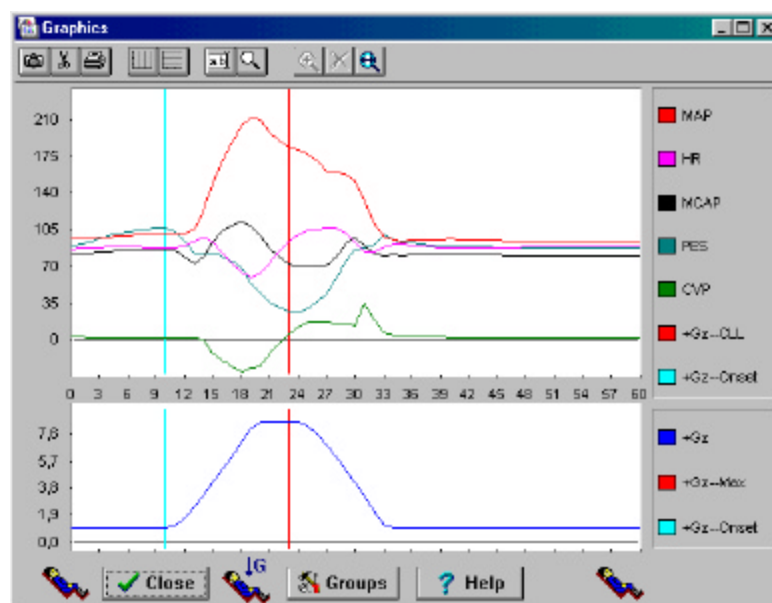 Graphics
210
175
140
105
70
35
0
0 3 6 9 12 15 18 21 24 27 30 33 36 39 42 45 48 51 54 57 60
MAP
HR
MCAP
PES
CVP
+Gz--CLL
+Gz--Onset
7,6
5,7
3,8
1,9
0,0
+Gz
+Gz--Max
+Gz--Onset
Close
G
Groups
? Help